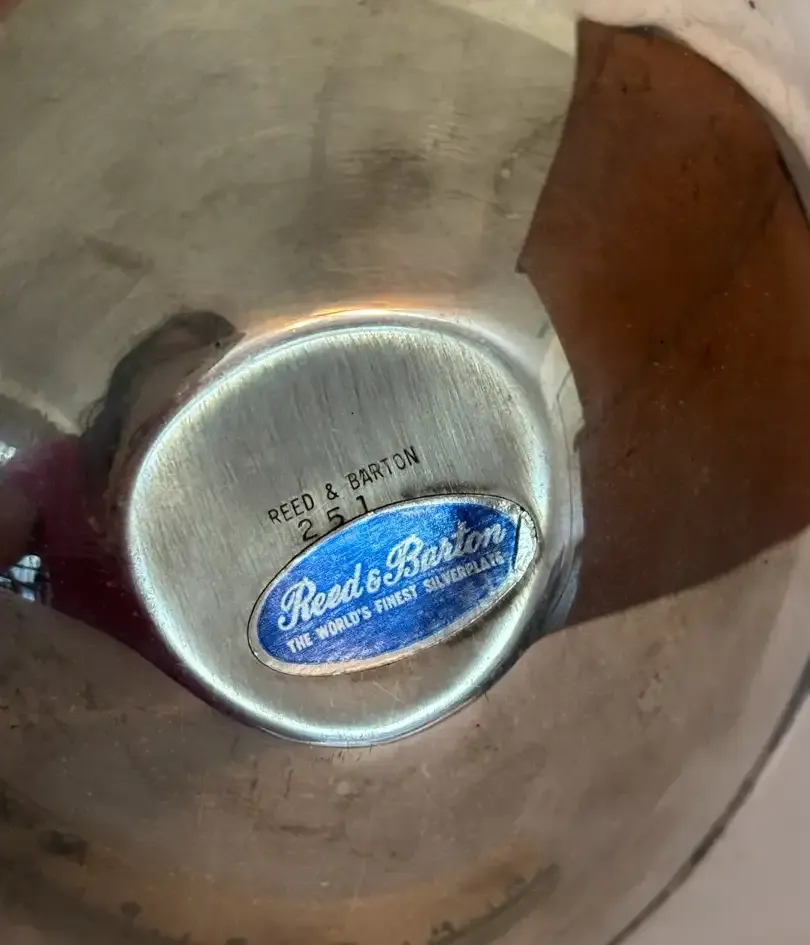 REED & BARTON
251
Reed & Barton
THE WORLD'S FINEST SILVERPLATE